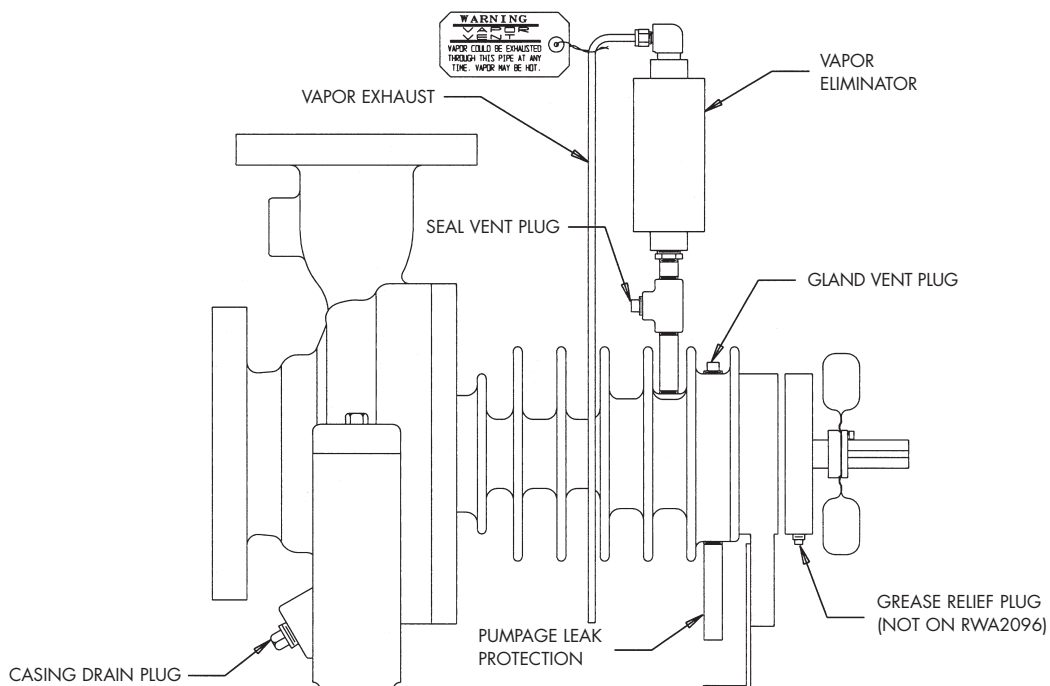 WARNING
VAPOR
VENT
VAPOR COULD BE EXHAUSTED
THROUGH THIS PIPE AT ANY
TIME. VAPOR MAY BE HOT.
VAPOR
ELIMINATOR
VAPOR EXHAUST
SEAL VENT PLUG
GLAND VENT PLUG
GREASE RELIEF PLUG
(NOT ON RWA2096)
PUMPAGE LEAK
PROTECTION
CASING DRAIN PLUG